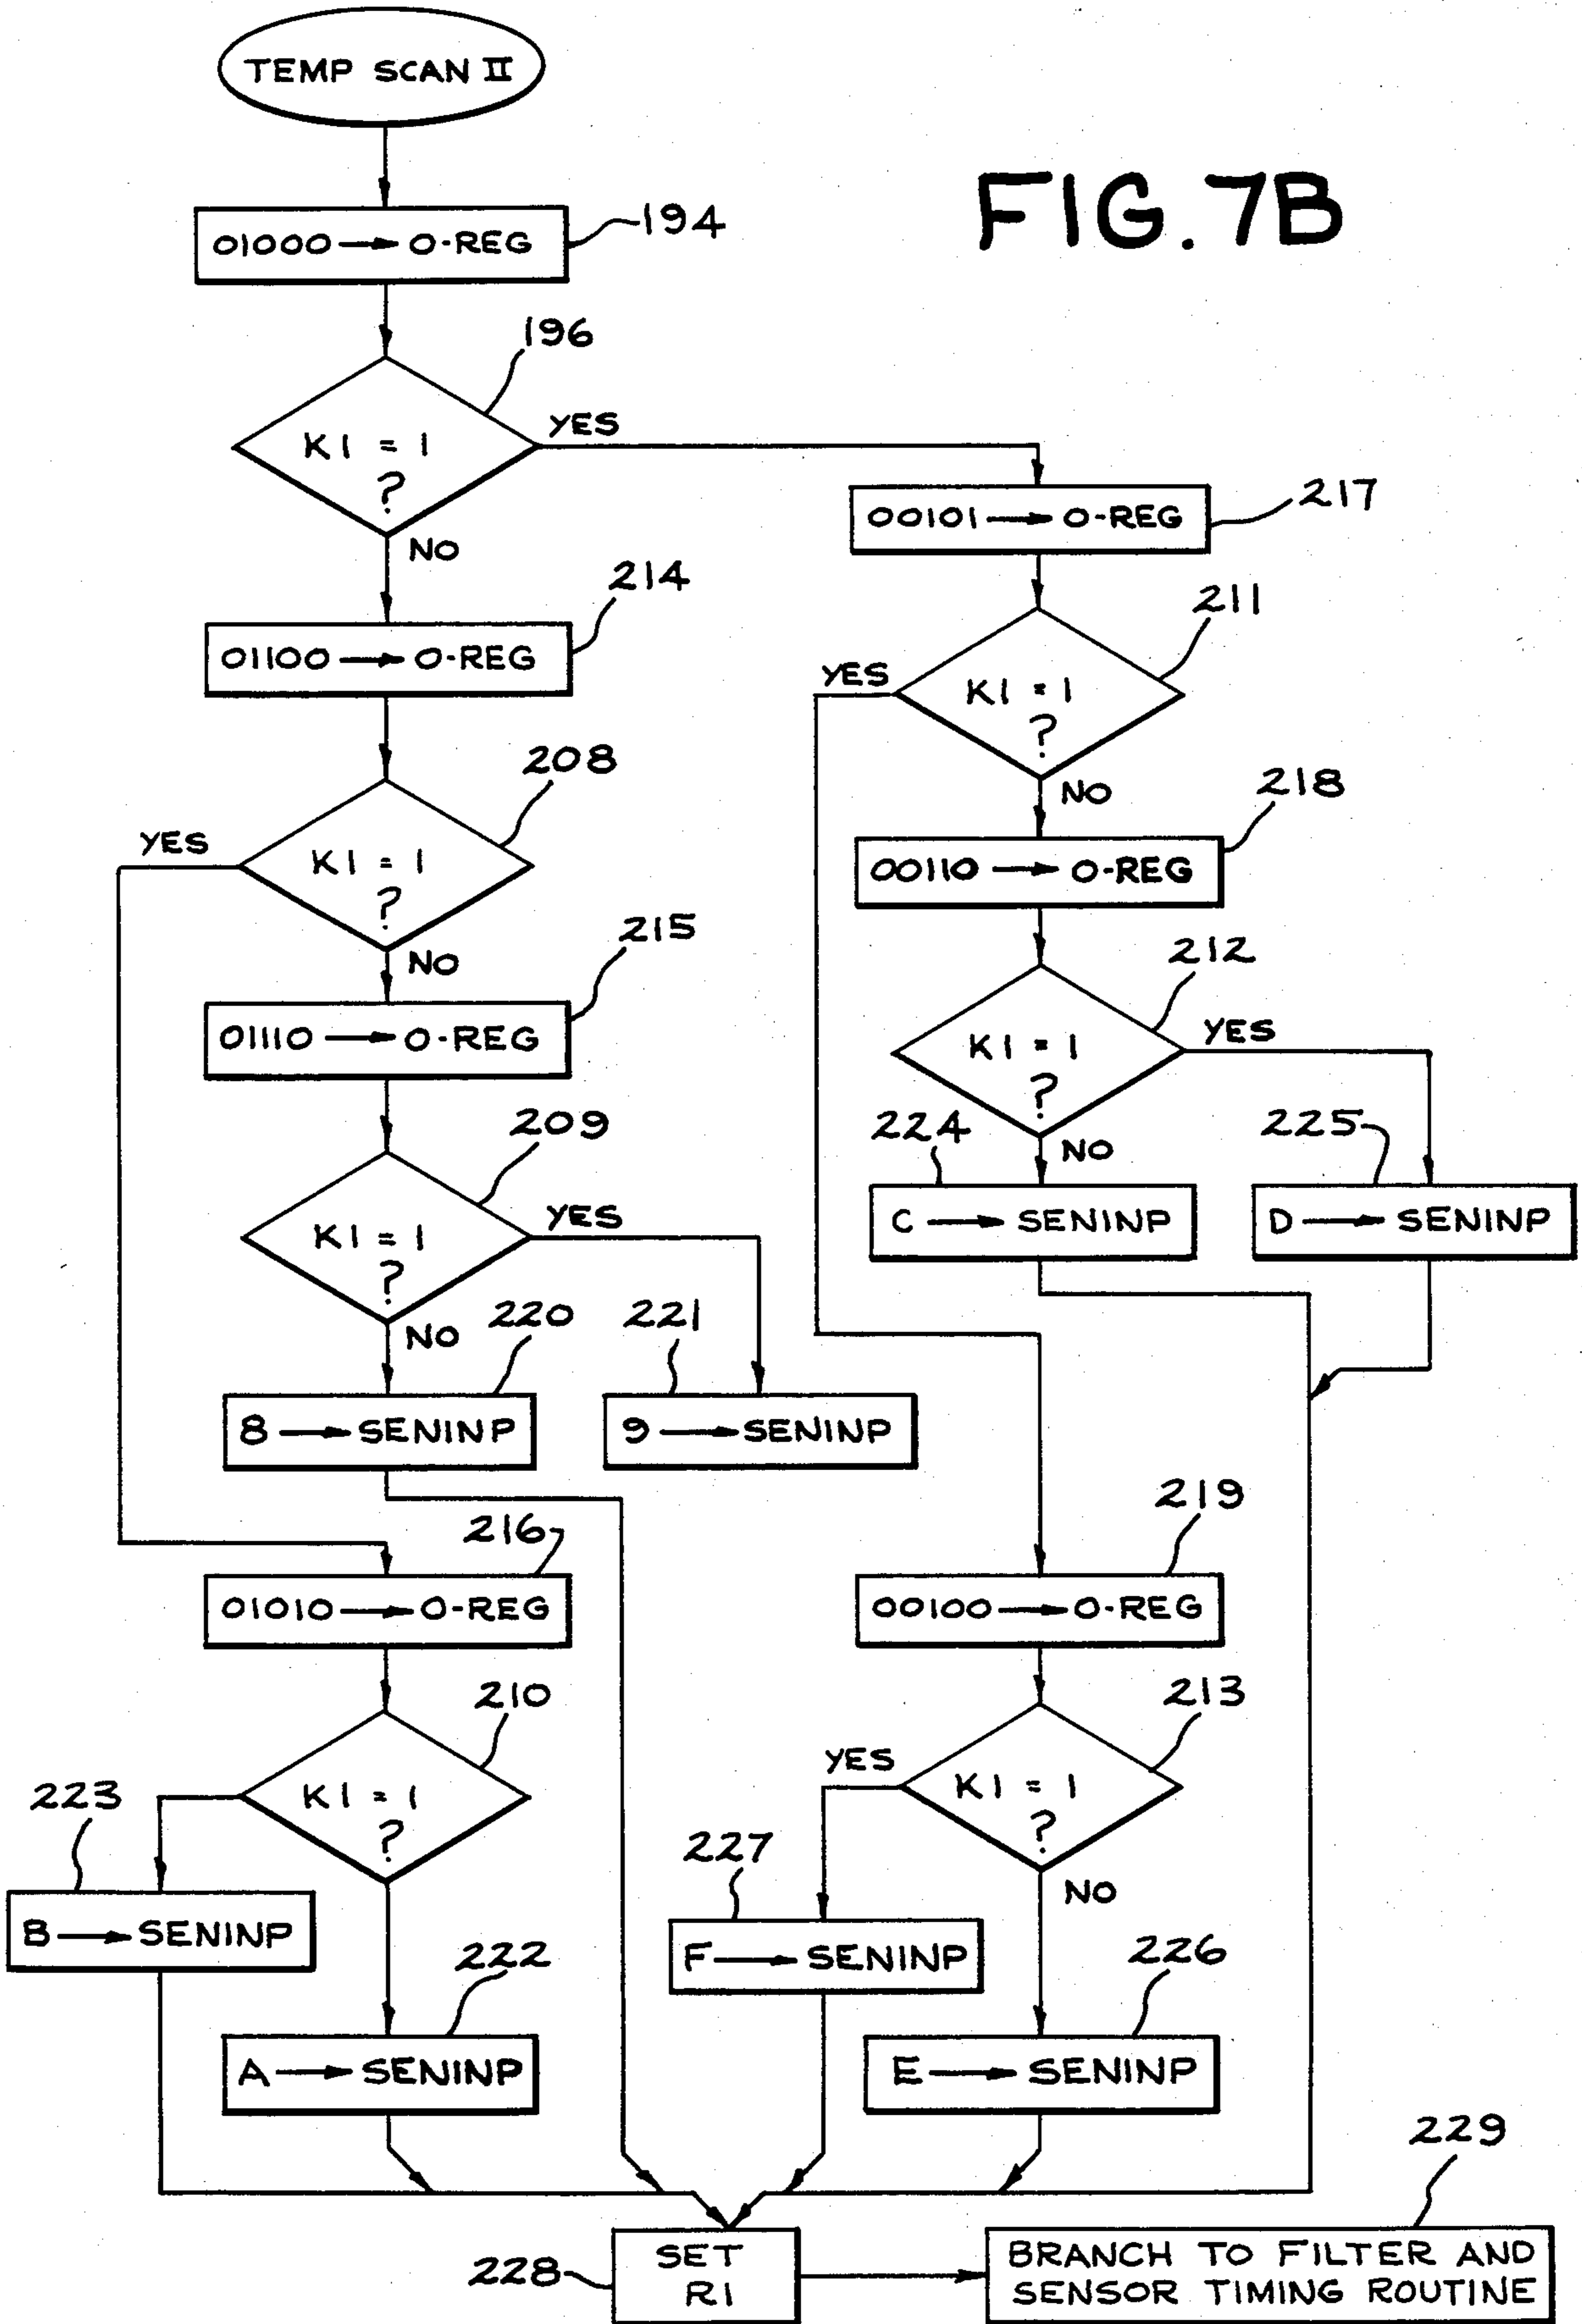 TEMP SCAN II
FIG. 7B
01000 → O-REG
194
196
K1 = 1
?
YES
NO
00101 → O-REG
217
01100 → O-REG
214
211
K1 = 1
?
YES
NO
208
K1 = 1
?
YES
NO
00110 → O-REG
218
01110 → O-REG
215
212
K1 = 1
?
YES
NO
209
K1 = 1
?
YES
NO
224
C → SENINP
225
D → SENINP
220
8 → SENINP
221
9 → SENINP
216
01010 → O-REG
219
00100 → O-REG
210
K1 = 1
?
213
K1 = 1
?
YES
NO
223
B → SENINP
227
F → SENINP
222
A → SENINP
226
E → SENINP
228
SET
R1
229
BRANCH TO FILTER AND
SENSOR TIMING ROUTINE